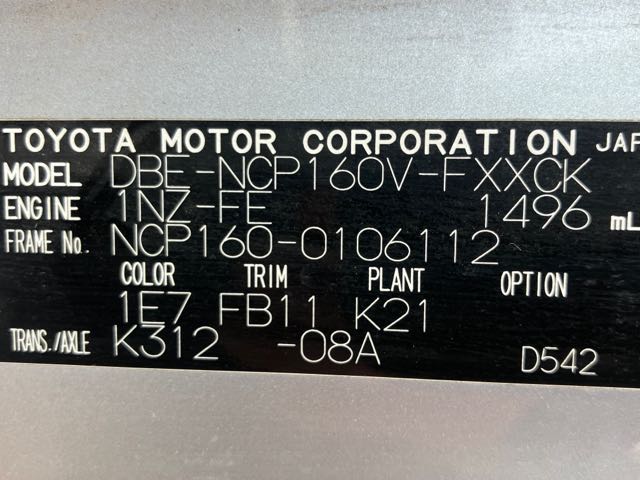 TOYOTA MOTOR CORPORATION JAP
MODEL DBE-NCP160V-FXXCK
ENGINE 1NZ-FE 1496 mL
FRAME No. NCP160-0106112
COLOR TRIM PLANT OPTION
1E7 FB11 K21
TRANS./AXLE K312 -08A D542